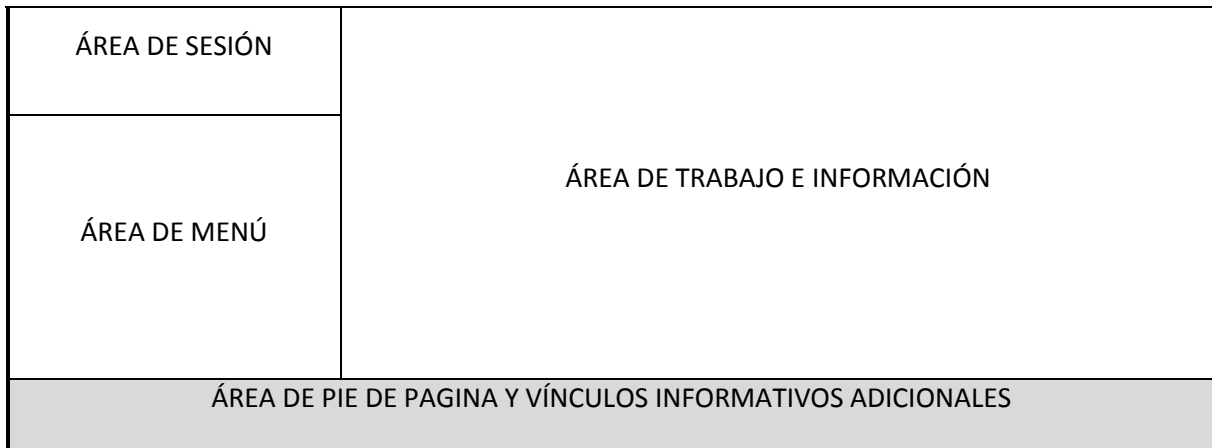 ÁREA DE SESIÓN
ÁREA DE TRABAJO E INFORMACIÓN
ÁREA DE MENÚ
ÁREA DE PIE DE PAGINA Y VÍNCULOS INFORMATIVOS ADICIONALES